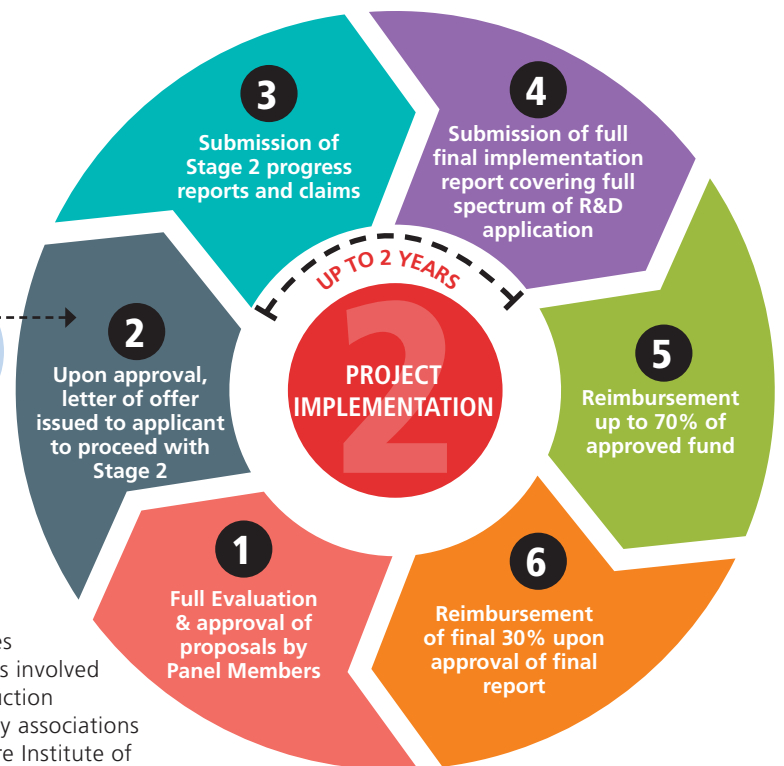 3
Submission of
Stage 2 progress
reports and claims
4
Submission of full
final implementation
report covering full
spectrum of R&D
application
UP TO 2 YEARS
2
PROJECT
IMPLEMENTATION
2
Upon approval,
letter of offer
issued to applicant
to proceed with
Stage 2
5
Reimbursement
up to 70% of
approved fund
1
Full Evaluation
& approval of
proposals by
Panel Members
6
Reimbursement
of final 30% upon
approval of final
report
es
s involved
uction
y associations
re Institute of